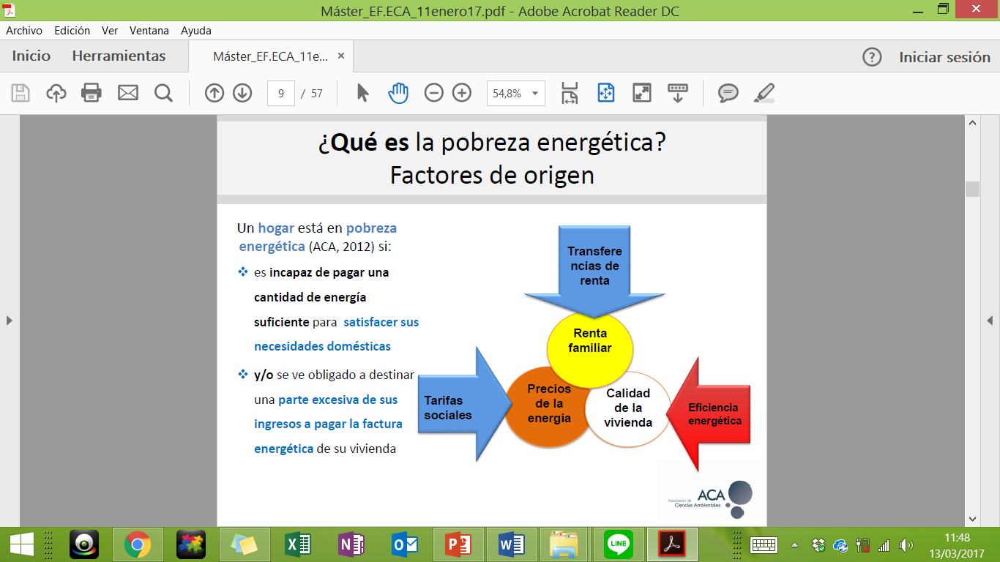 Máster_EF.ECA_11enero17.pdf - Adobe Acrobat Reader DC
Archivo Edición Ver Ventana Ayuda
Inicio Herramientas Máster_EF.ECA_11e... × ? Iniciar sesión
9 / 57 54,8%
¿Qué es la pobreza energética?
Factores de origen
Un hogar está en pobreza
energética (ACA, 2012) si:
es incapaz de pagar una
cantidad de energía
suficiente para satisfacer sus
necesidades domésticas
y/o se ve obligado a destinar
una parte excesiva de sus
ingresos a pagar la factura
energética de su vivienda
Transfere
ncias de
renta
Renta
familiar
Tarifas
sociales
Precios
de la
energía
Calidad
de la
vivienda
Eficiencia
energética
Asociación de
Ciencias Ambientales
ACA
LINE
11:48
13/03/2017